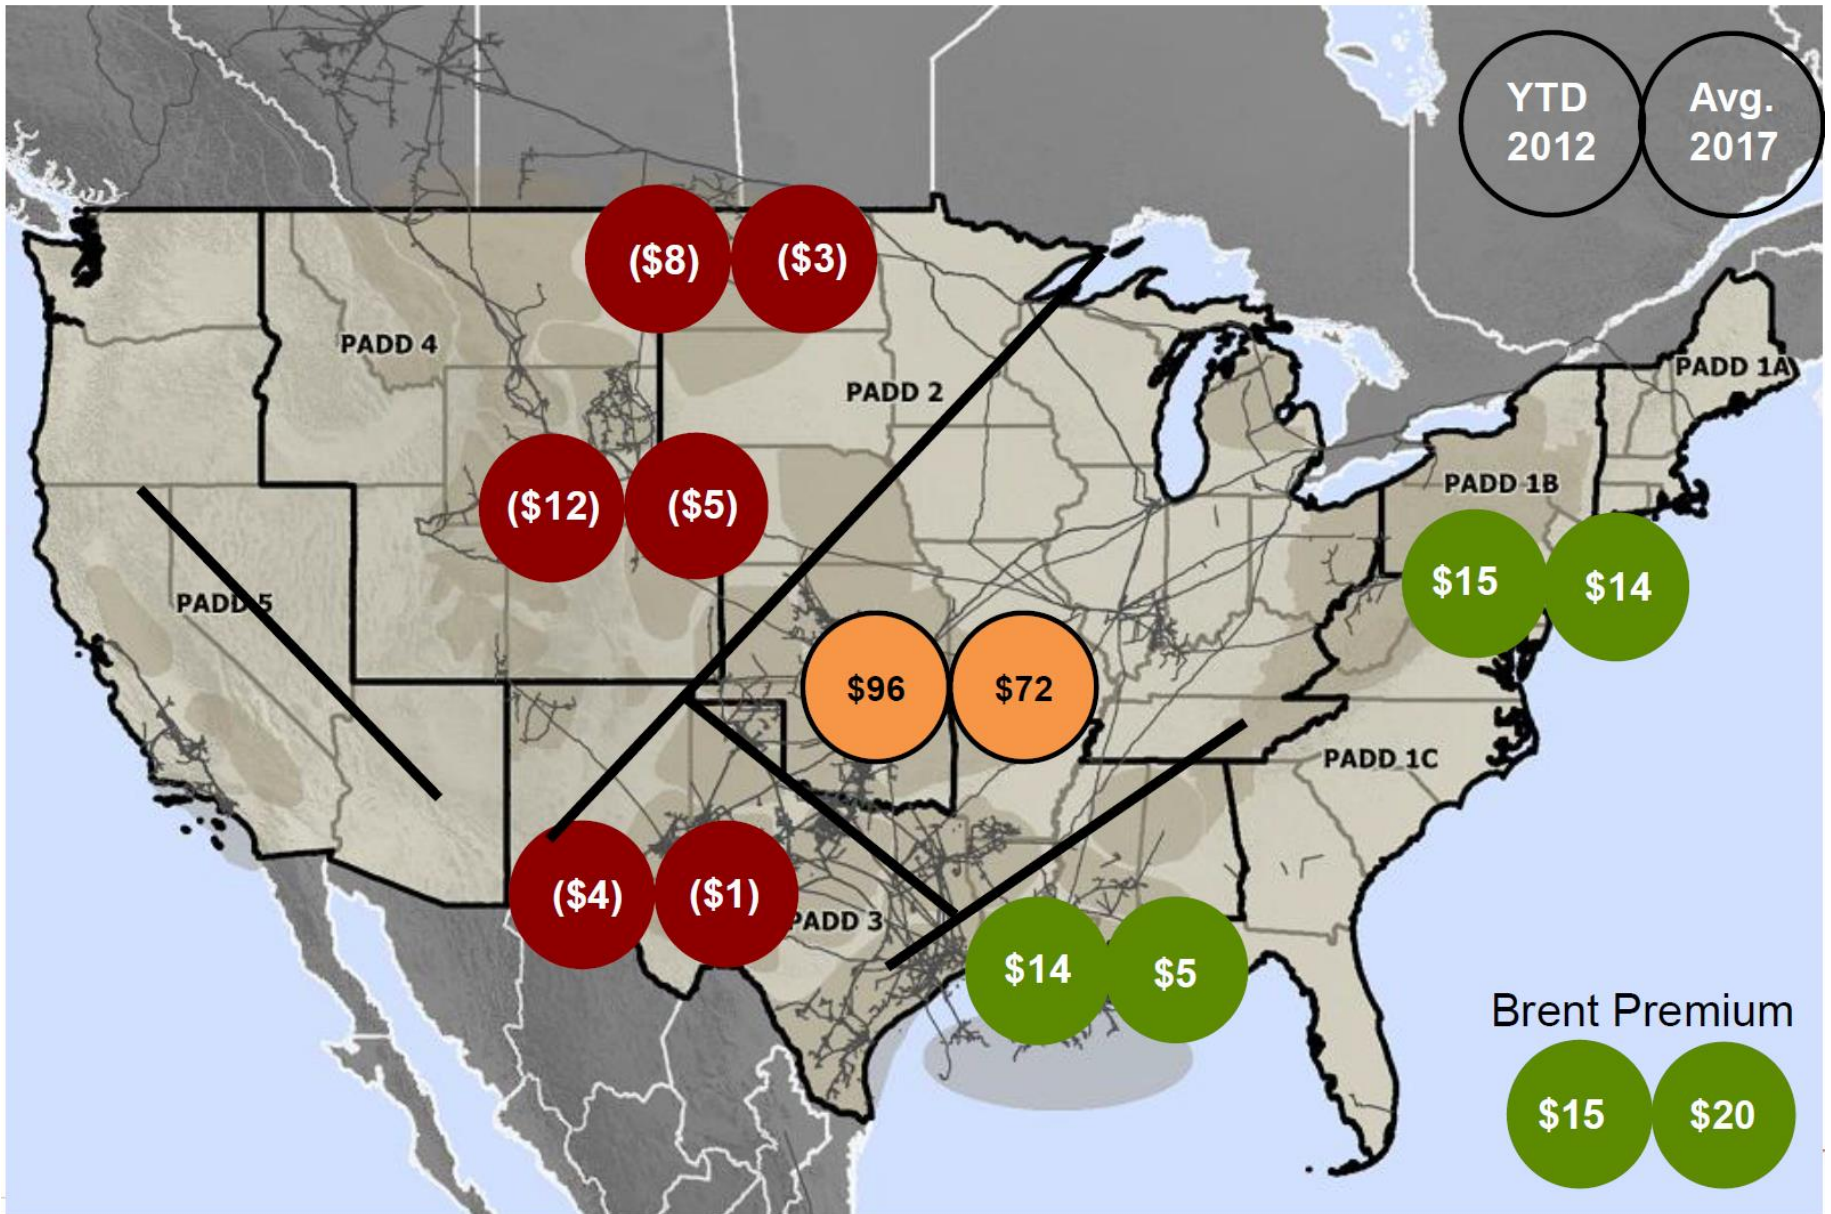 YTD
2012
Avg.
2017
($8)
($3)
PADD 4
PADD 1A
PADD 2
PADD 1B
($12)
($5)
$15
$14
PADD 5
$96
$72
PADD 1C
($4)
($1)
PADD 3
$14
$5
Brent Premium
$15
$20